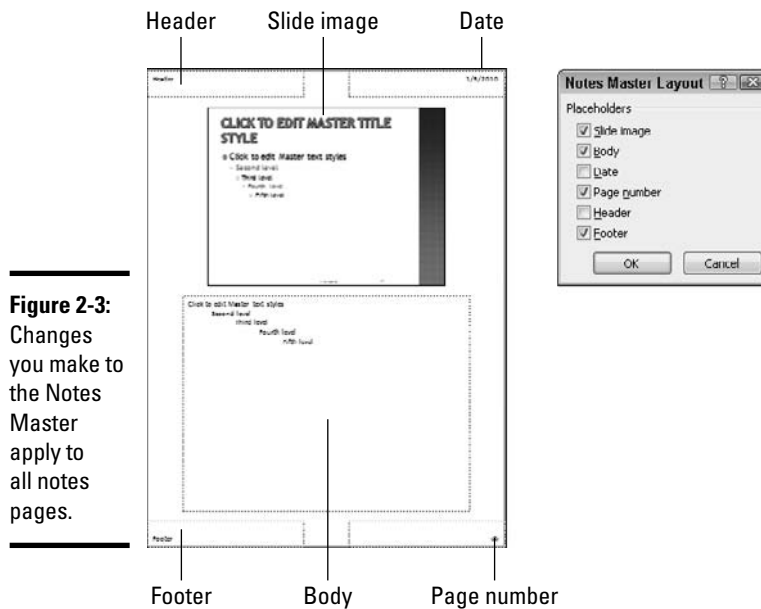 Header
Slide image
Date
Header
1/5/2010
CLICK TO EDIT MASTER TITLE
STYLE
Click to edit Master text styles
Second level
Third level
Fourth level
Fifth level
Click to edit Master text styles
Second level
Third level
Fourth level
Fifth level
Footer
Footer
Body
Page number
Notes Master Layout
Placeholders
Slide image
Body
Date
Page number
Header
Footer
OK
Cancel
Figure 2-3:
Changes
you make to
the Notes
Master
apply to
all notes
pages.